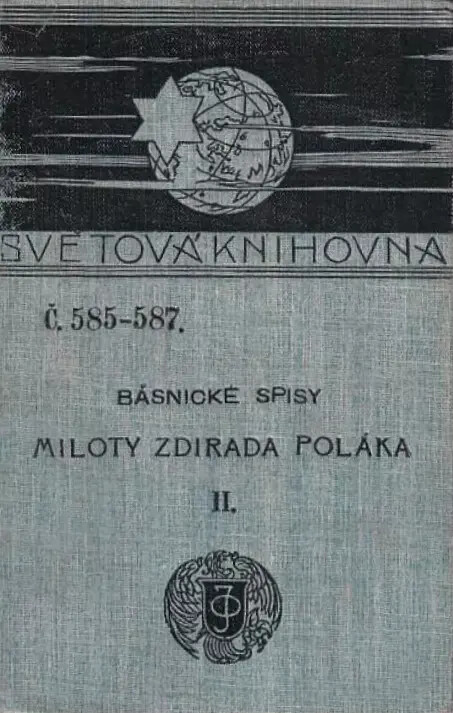 SVĚTOVÁ KNIHOVNA
Č. 585-587.
BÁSNICKÉ SPISY
MILOTY ZDIRADA POLÁKA
II.